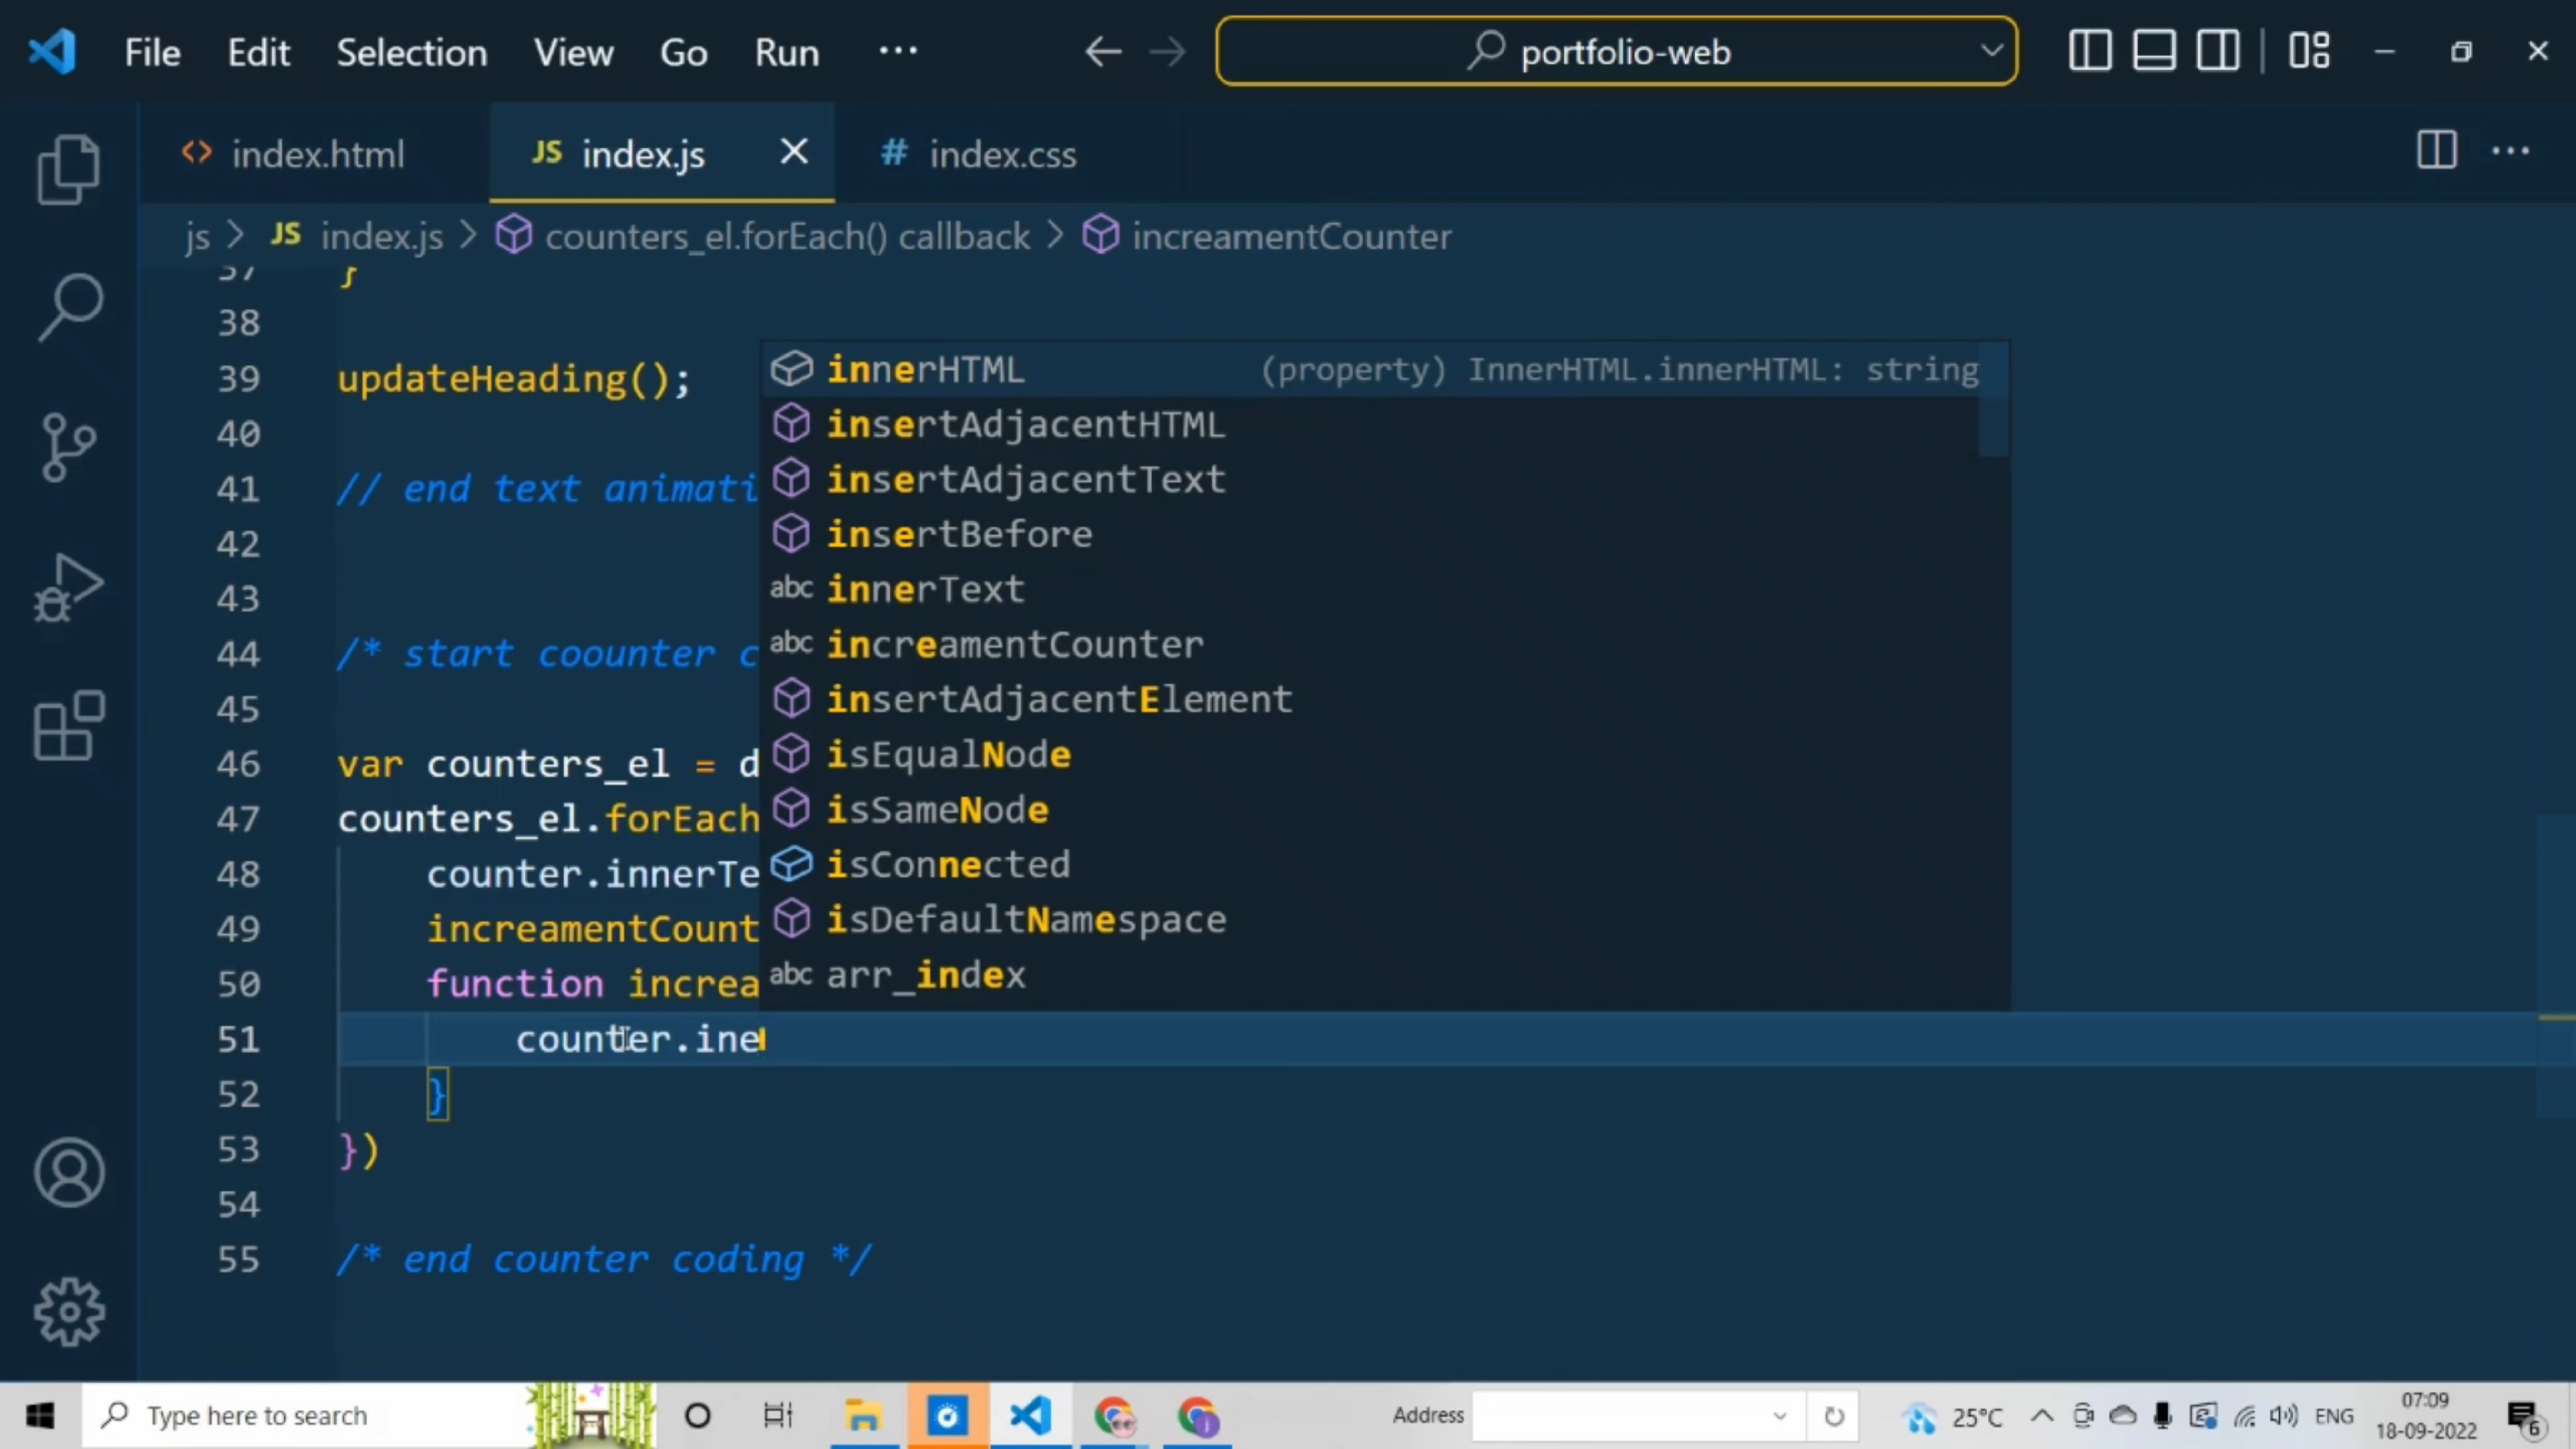 File Edit Selection View Go Run ··· portfolio-web
index.html JS index.js # index.css
js > JS index.js > counters_el.forEach() callback > increamentCounter
37 }
38
39 updateHeading();
40
41 // end text animati
42
43
44 /* start coounter c
45
46 var counters_el = d
47 counters_el.forEach
48 counter.innerTe
49 increamentCount
50 function increa
51 counter.ine
52 }
53 })
54
55 /* end counter coding */
innerHTML (property) InnerHTML.innerHTML: string
insertAdjacentHTML
insertAdjacentText
insertBefore
abc innerText
abc increamentCounter
insertAdjacentElement
isEqualNode
isSameNode
isConnected
isDefaultNamespace
abc arr_index
Type here to search Address 25°C ENG 07:09
18-09-2022 6